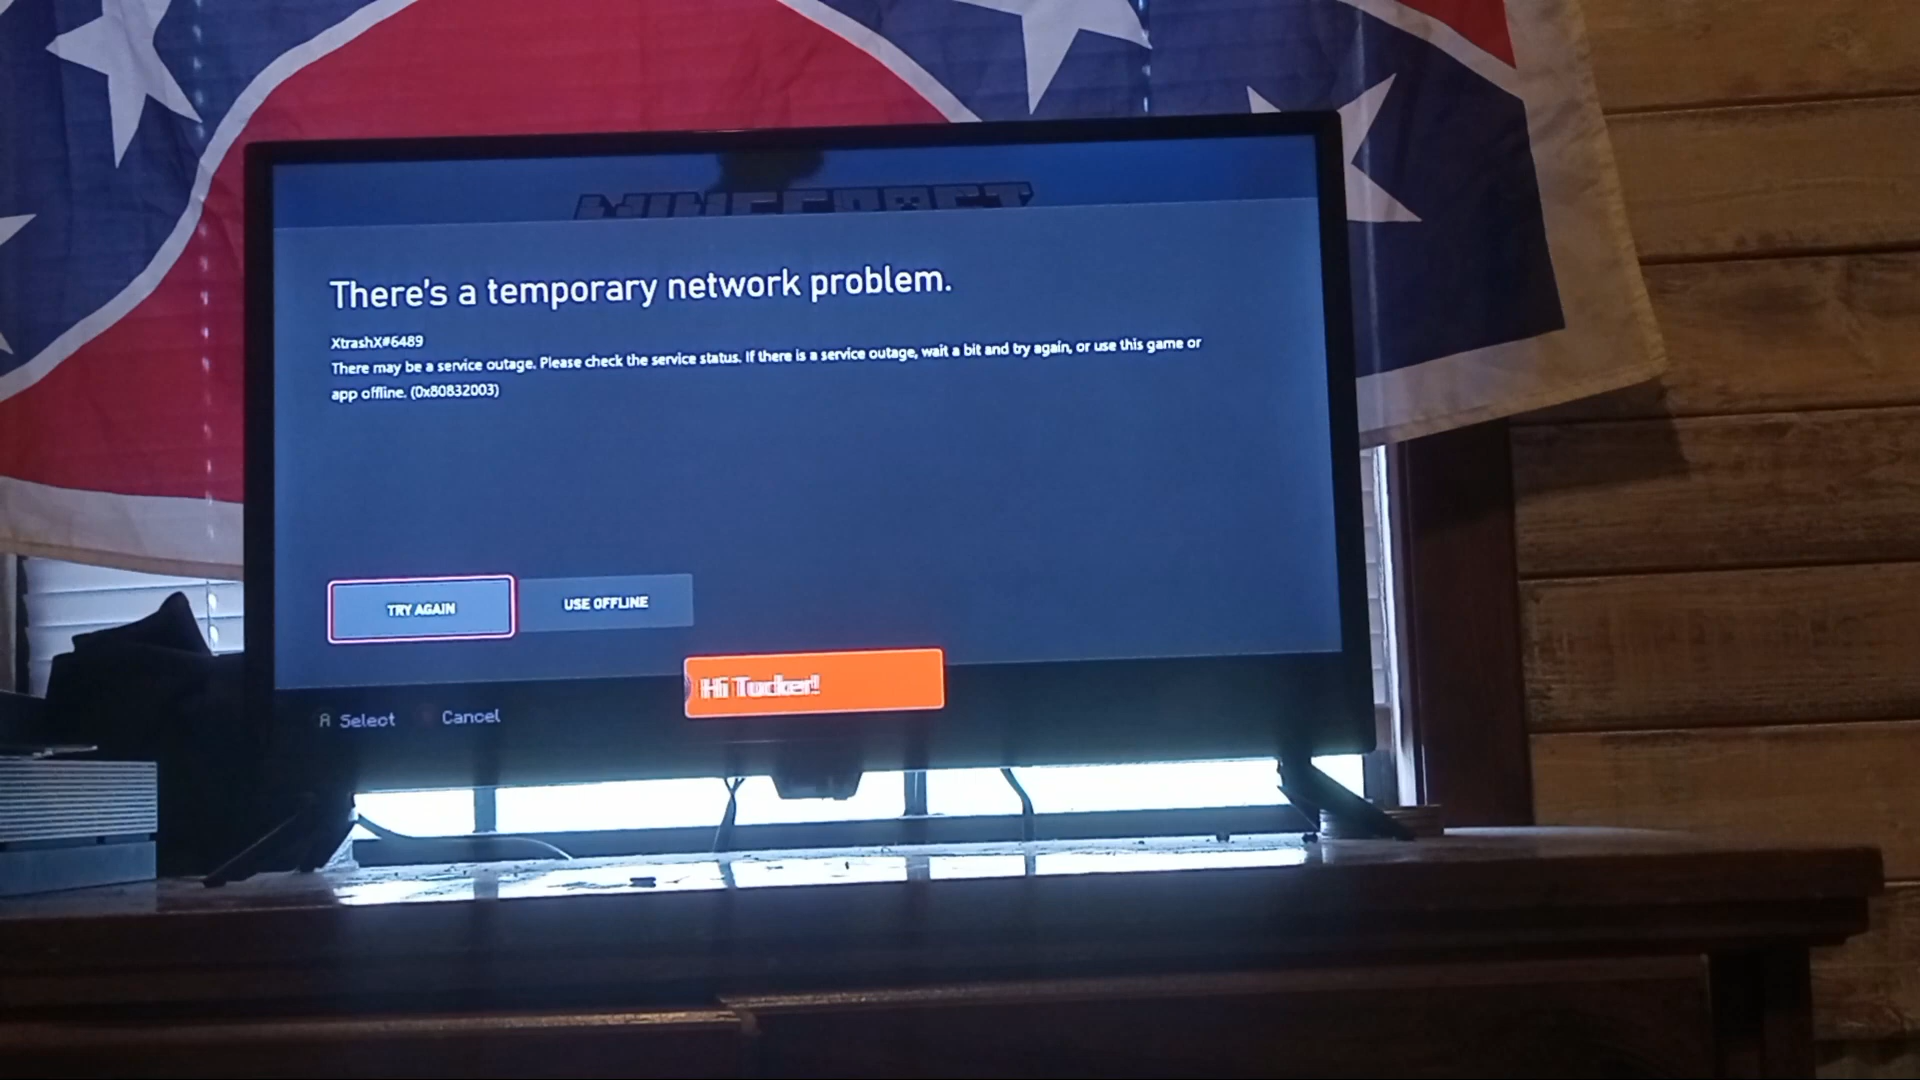 MINECRAFT
There's a temporary network problem.
XtrashX#6489
There may be a service outage. Please check the service status. If there is a service outage, wait a bit and try again, or use this game or
app offline. (0x80832003)
TRY AGAIN
USE OFFLINE
Hi Tucker!
A Select
Cancel